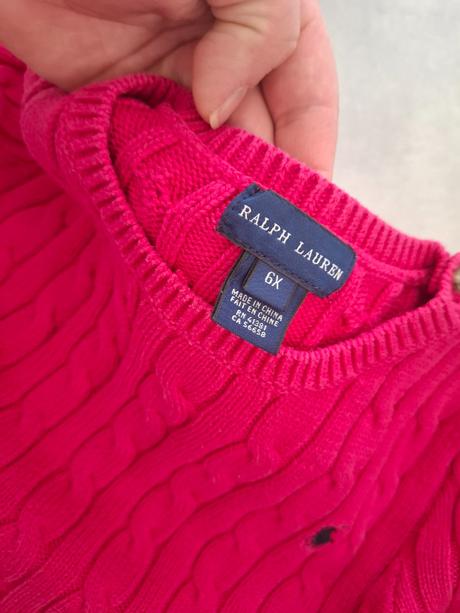 RALPH LAUREN
6X
MADE IN CHINA
FAIT EN CHINE
RN 41381
CA 56658